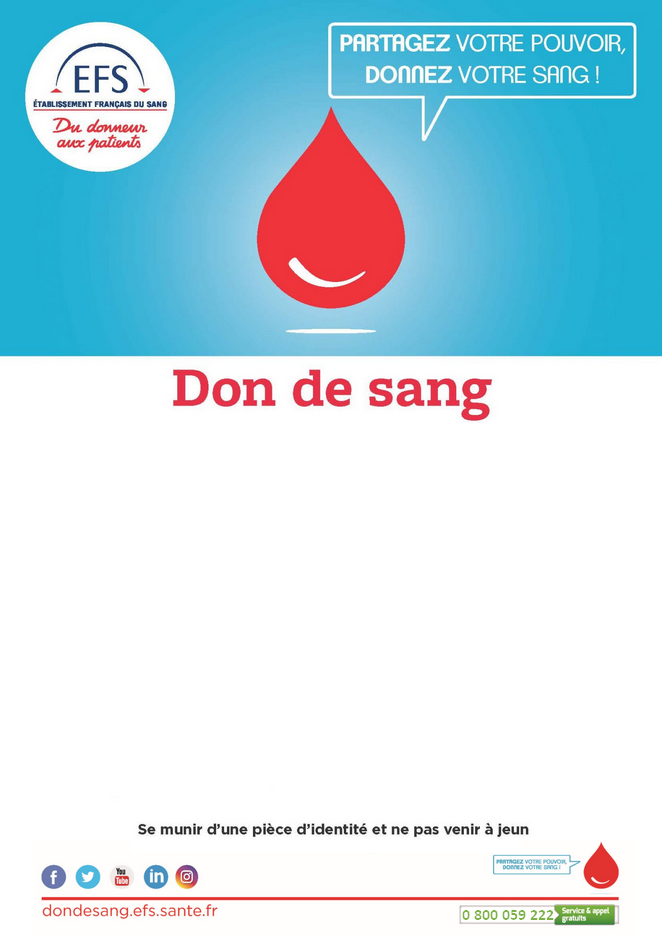 EFS
ÉTABLISSEMENT FRANÇAIS DU SANG
Du donneur
aux patients
PARTAGEZ VOTRE POUVOIR,
DONNEZ VOTRE SANG !
Don de sang
Se munir d'une pièce d'identité et ne pas venir à jeun
f
You
Tube
in
PARTAGEZ VOTRE POUVOIR,
DONNEZ VOTRE SANG !
dondesang.efs.sante.fr
0 800 059 222
Service & appel
gratuits